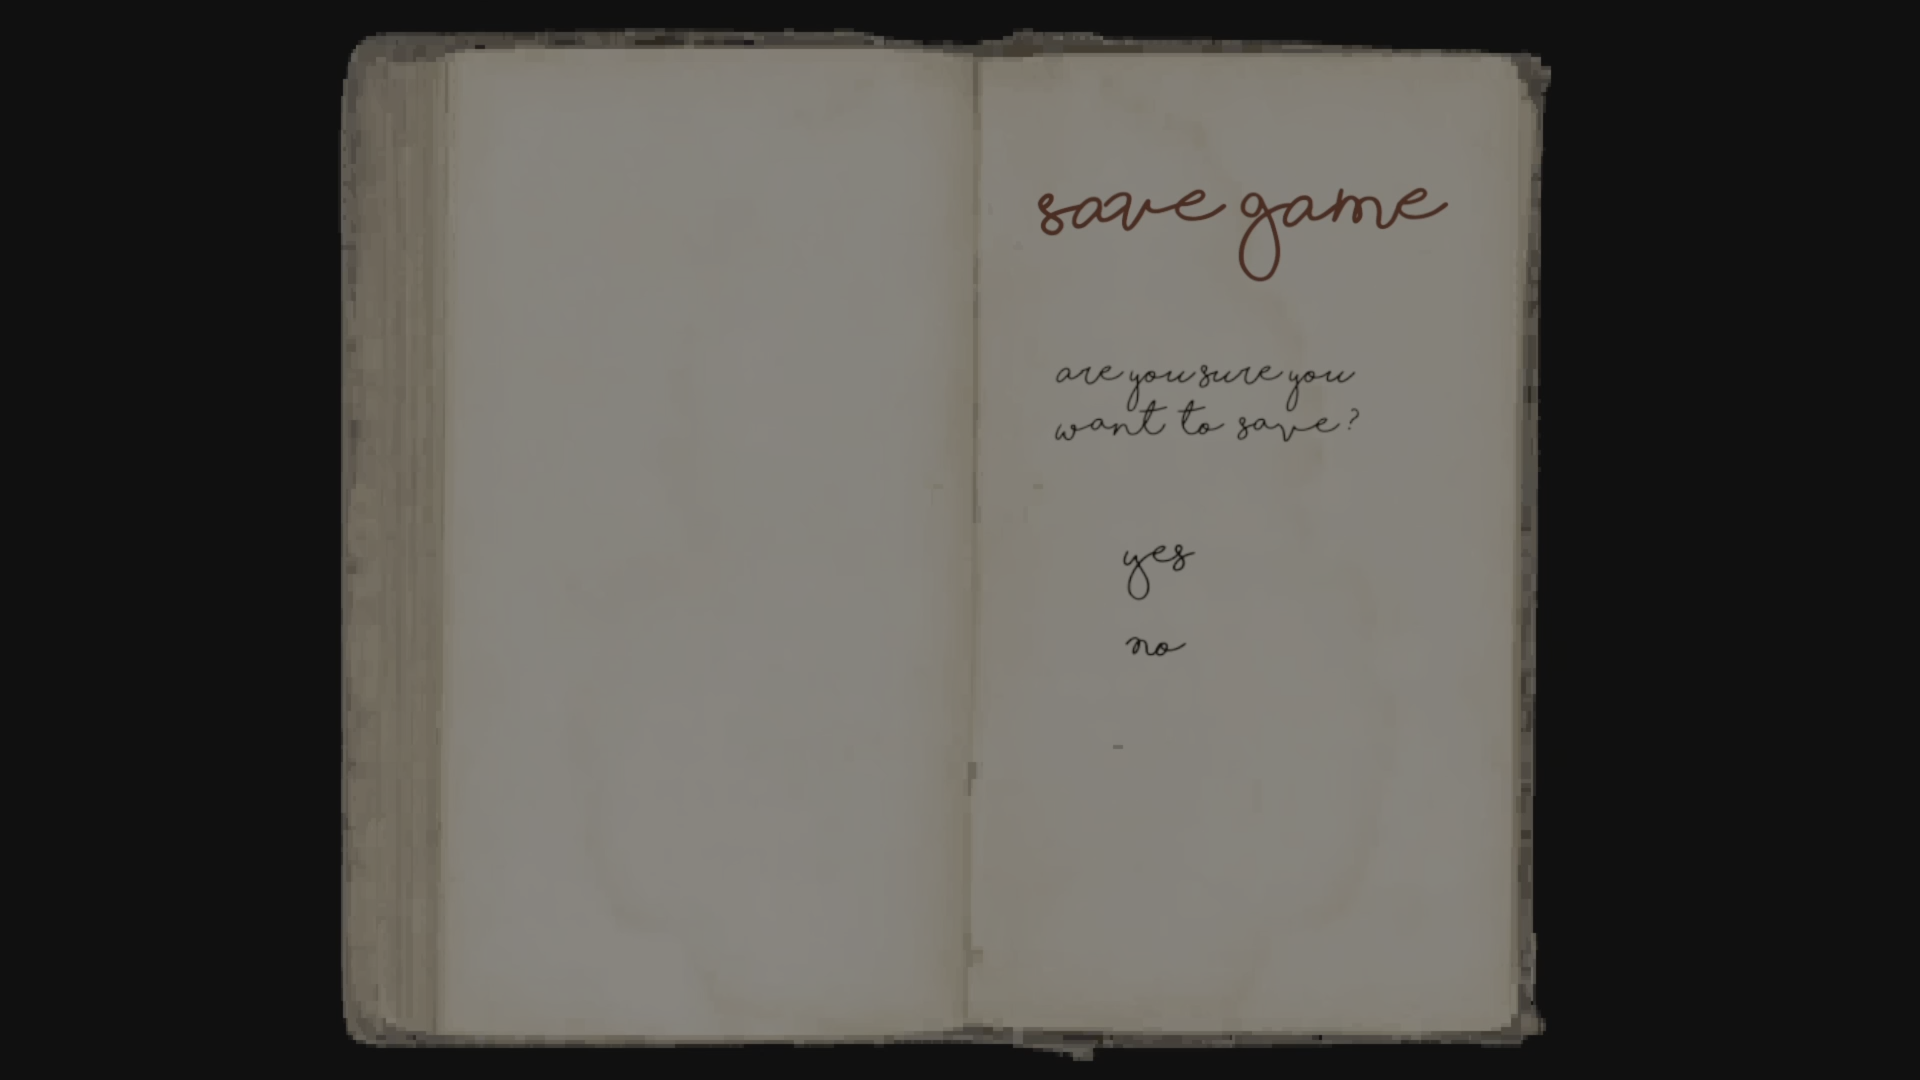 save game
are you sure you
want to save?
yes
no